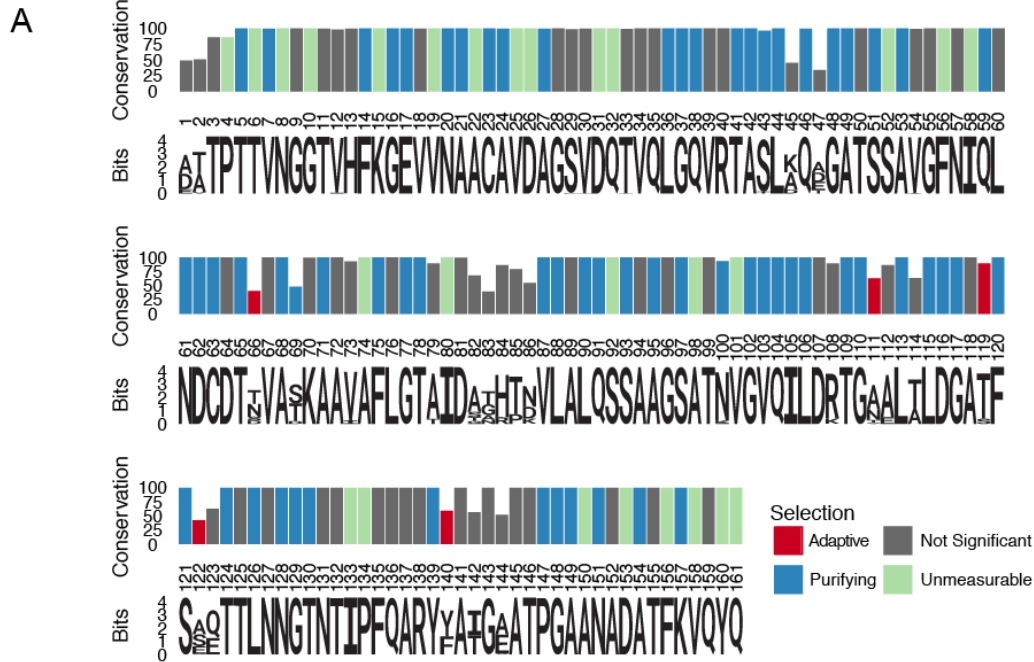 A
Conservation
100
75
50
25
0
1 2 3 4 5 6 7 8 9 10 11 12 13 14 15 16 17 18 19 20 21 22 23 24 25 26 27 28 29 30 31 32 33 34 35 36 37 38 39 40 41 42 43 44 45 46 47 48 49 50 51 52 53 54 55 56 57 58 59 60
Bits
4
3
2
1
0
TPTTVNGGTVHFKGEVVNAACAVDAGSVDQTVQLGQVRTASL Q GATSSAVGFNIQL
Conservation
100
75
50
25
0
61 62 63 64 65 66 67 68 69 70 71 72 73 74 75 76 77 78 79 80 81 82 83 84 85 86 87 88 89 90 91 92 93 94 95 96 97 98 99 100 101 102 103 104 105 106 107 108 109 110 111 112 113 114 115 116 117 118 119 120
Bits
4
3
2
1
0
NDCDT VA KAAVAFLGTAID VLALQSSAAGSATNVGVQILDRTG L LDGATF
Conservation
100
75
50
25
0
121 122 123 124 125 126 127 128 129 130 131 132 133 134 135 136 137 138 139 140 141 142 143 144 145 146 147 148 149 150 151 152 153 154 155 156 157 158 159 160 161
Bits
4
3
2
1
0
S TTLNNGTNTIPFQARY A G ATPGAANADATFKVQYQ
Selection
Adaptive
Not Significant
Purifying
Unmeasurable